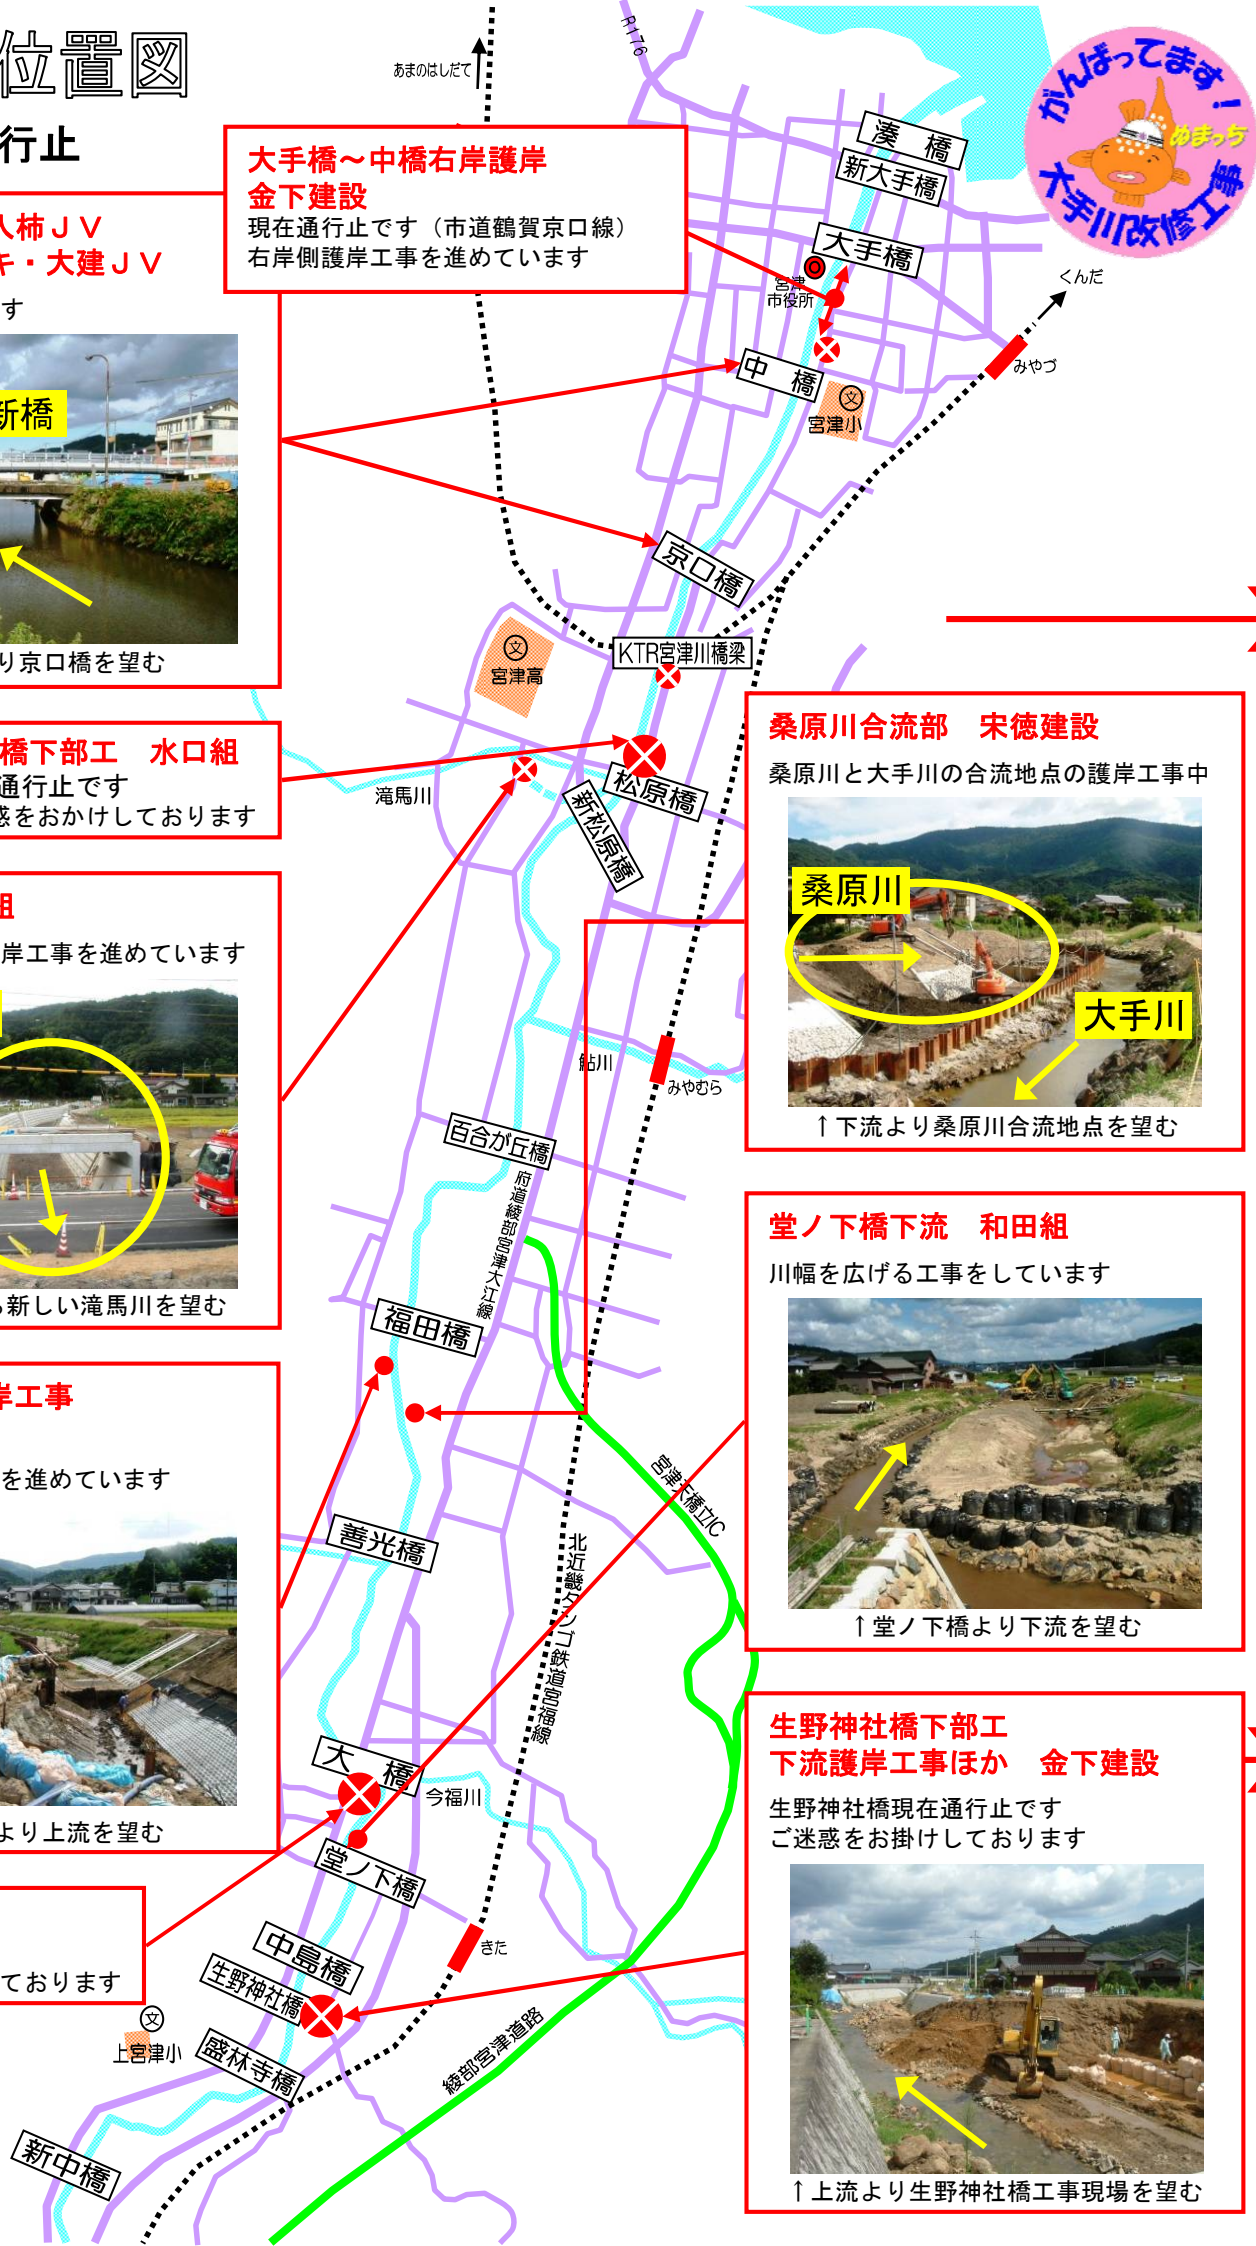 位置図
行止
大手橋～中橋右岸護岸
金下建設
現在通行止です（市道鶴賀京口線）
右岸側護岸工事を進めています
人柿ＪＶ
キ・大建ＪＶ
す
新橋
り京口橋を望む
橋下部工　水口組
通行止です
惑をおかけしております
組
岸工事を進めています
ら新しい滝馬川を望む
岸工事
を進めています
より上流を望む
ております
あまのはしだて
R176
がんばってます！
ぬまっち
大手川改修工事
湊　橋
新大手橋
大手橋
宮津
市役所
くんだ
みやづ
中　橋
文
宮津小
京口橋
KTR宮津川橋梁
文
宮津高
滝馬川
松原橋
新松原橋
鮎川
みやむら
百合が丘橋
府道綾部宮津大江線
福田橋
宮津天橋立IC
善光橋
北近畿タンゴ鉄道宮福線
大　橋
今福川
堂ノ下橋
きた
中島橋
生野神社橋
文
上宮津小
盛林寺橋
綾部宮津道路
新中橋
桑原川合流部　宋徳建設
桑原川と大手川の合流地点の護岸工事中
桑原川
大手川
↑下流より桑原川合流地点を望む
堂ノ下橋下流　和田組
川幅を広げる工事をしています
↑堂ノ下橋より下流を望む
生野神社橋下部工
下流護岸工事ほか　金下建設
生野神社橋現在通行止です
ご迷惑をお掛けしております
↑上流より生野神社橋工事現場を望む